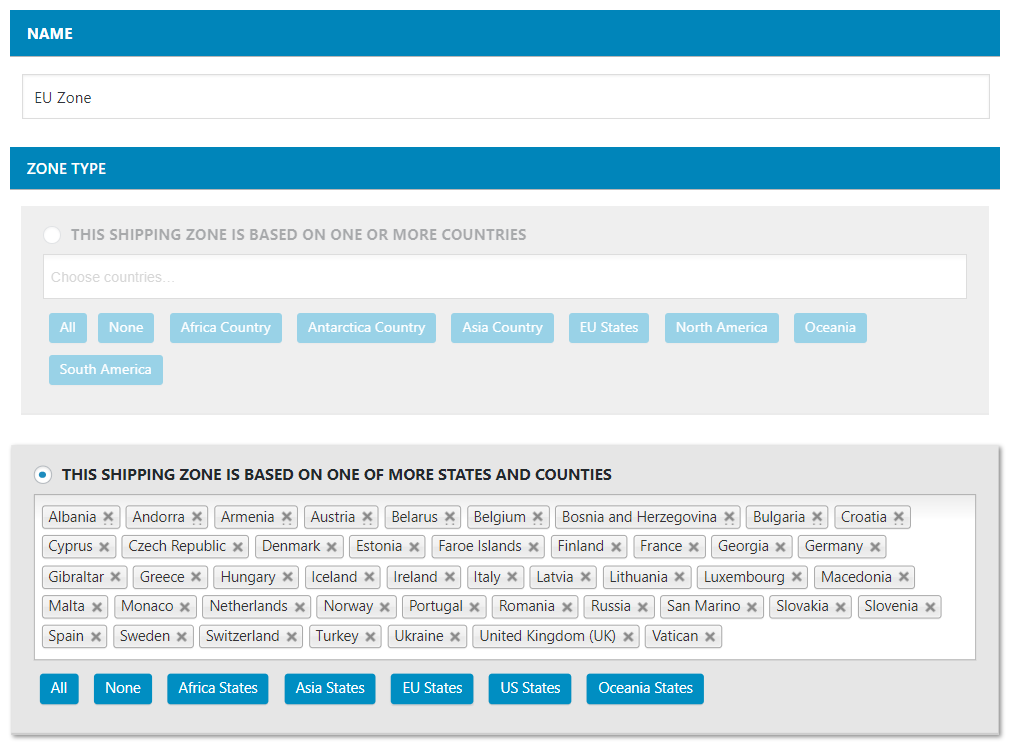 NAME
EU Zone
ZONE TYPE
THIS SHIPPING ZONE IS BASED ON ONE OR MORE COUNTRIES
Choose countries...
All None Africa Country Antarctica Country Asia Country EU States North America Oceania
South America
THIS SHIPPING ZONE IS BASED ON ONE OF MORE STATES AND COUNTIES
Albania Andorra Armenia Austria Belarus Belgium Bosnia and Herzegovina Bulgaria Croatia
Cyprus Czech Republic Denmark Estonia Faroe Islands Finland France Georgia Germany
Gibraltar Greece Hungary Iceland Ireland Italy Latvia Lithuania Luxembourg Macedonia
Malta Monaco Netherlands Norway Portugal Romania Russia San Marino Slovakia Slovenia
Spain Sweden Switzerland Turkey Ukraine United Kingdom (UK) Vatican
All None Africa States Asia States EU States US States Oceania States